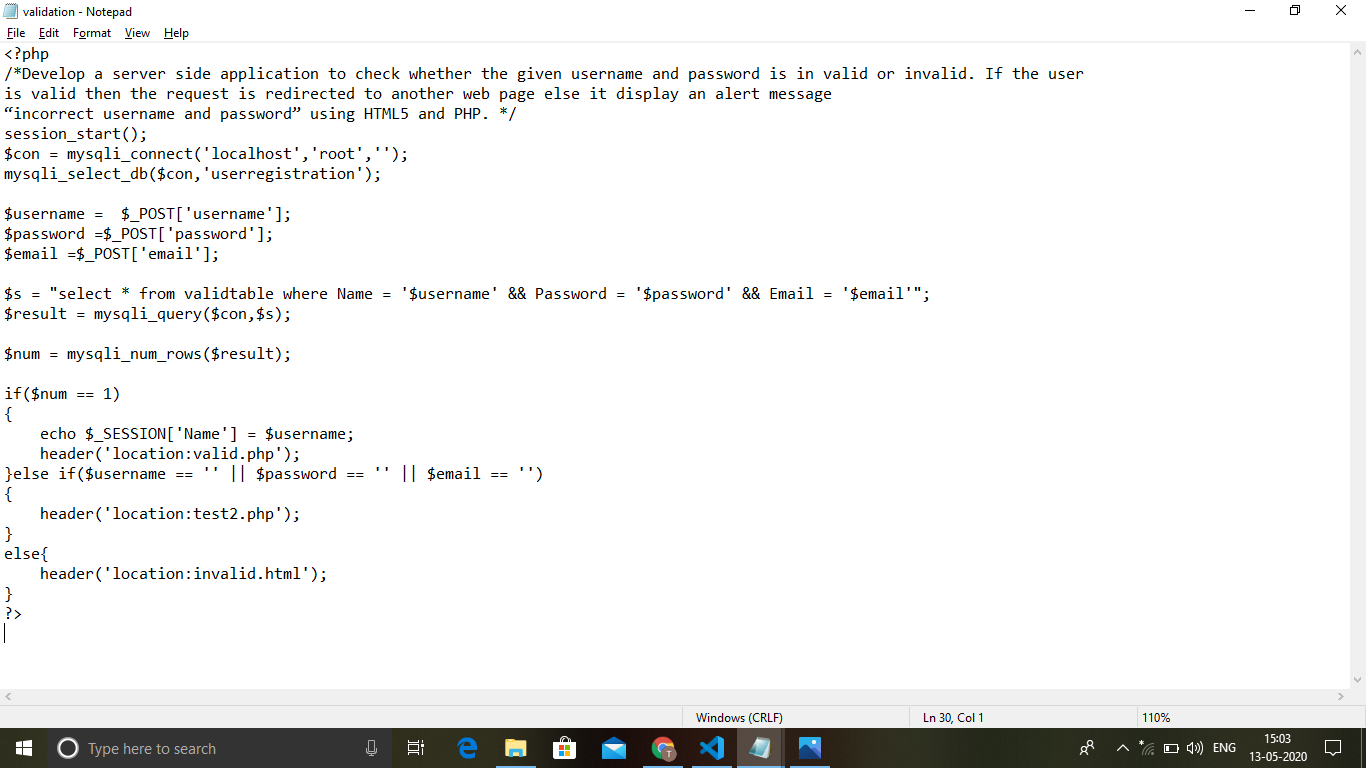 validation - Notepad
File Edit Format View Help
<?php
/*Develop a server side application to check whether the given username and password is in valid or invalid. If the user
is valid then the request is redirected to another web page else it display an alert message
“incorrect username and password” using HTML5 and PHP. */
session_start();
$con = mysqli_connect('localhost','root','');
mysqli_select_db($con,'userregistration');
$username =  $_POST['username'];
$password =$_POST['password'];
$email =$_POST['email'];
$s = "select * from validtable where Name = '$username' && Password = '$password' && Email = '$email'";
$result = mysqli_query($con,$s);
$num = mysqli_num_rows($result);
if($num == 1)
{
    echo $_SESSION['Name'] = $username;
    header('location:valid.php');
}else if($username == '' || $password == '' || $email == '')
{
    header('location:test2.php');
}
else{
    header('location:invalid.html');
}
?>
Windows (CRLF) Ln 30, Col 1 110%
Type here to search ENG 15:03
13-05-2020